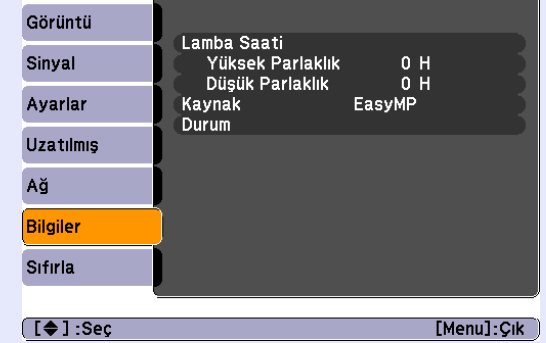 Görüntü
Sinyal
Ayarlar
Uzatılmış
Ağ
Bilgiler
Sıfırla
Lamba Saati
Yüksek Parlaklık 0 H
Düşük Parlaklık 0 H
Kaynak EasyMP
Durum
[◆] :Seç [Menu]:Çık